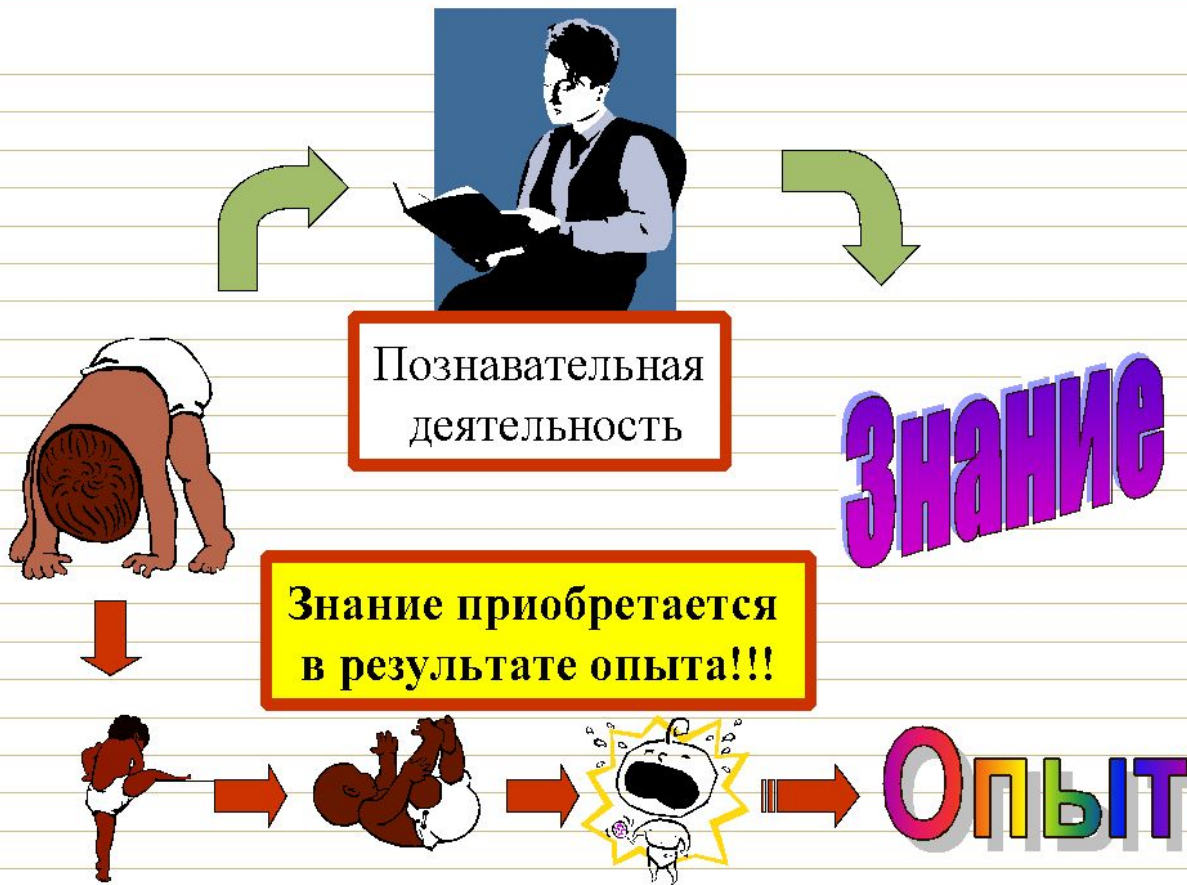 Познавательная
деятельность
Знание
Знание приобретается
в результате опыта!!!
Опыт